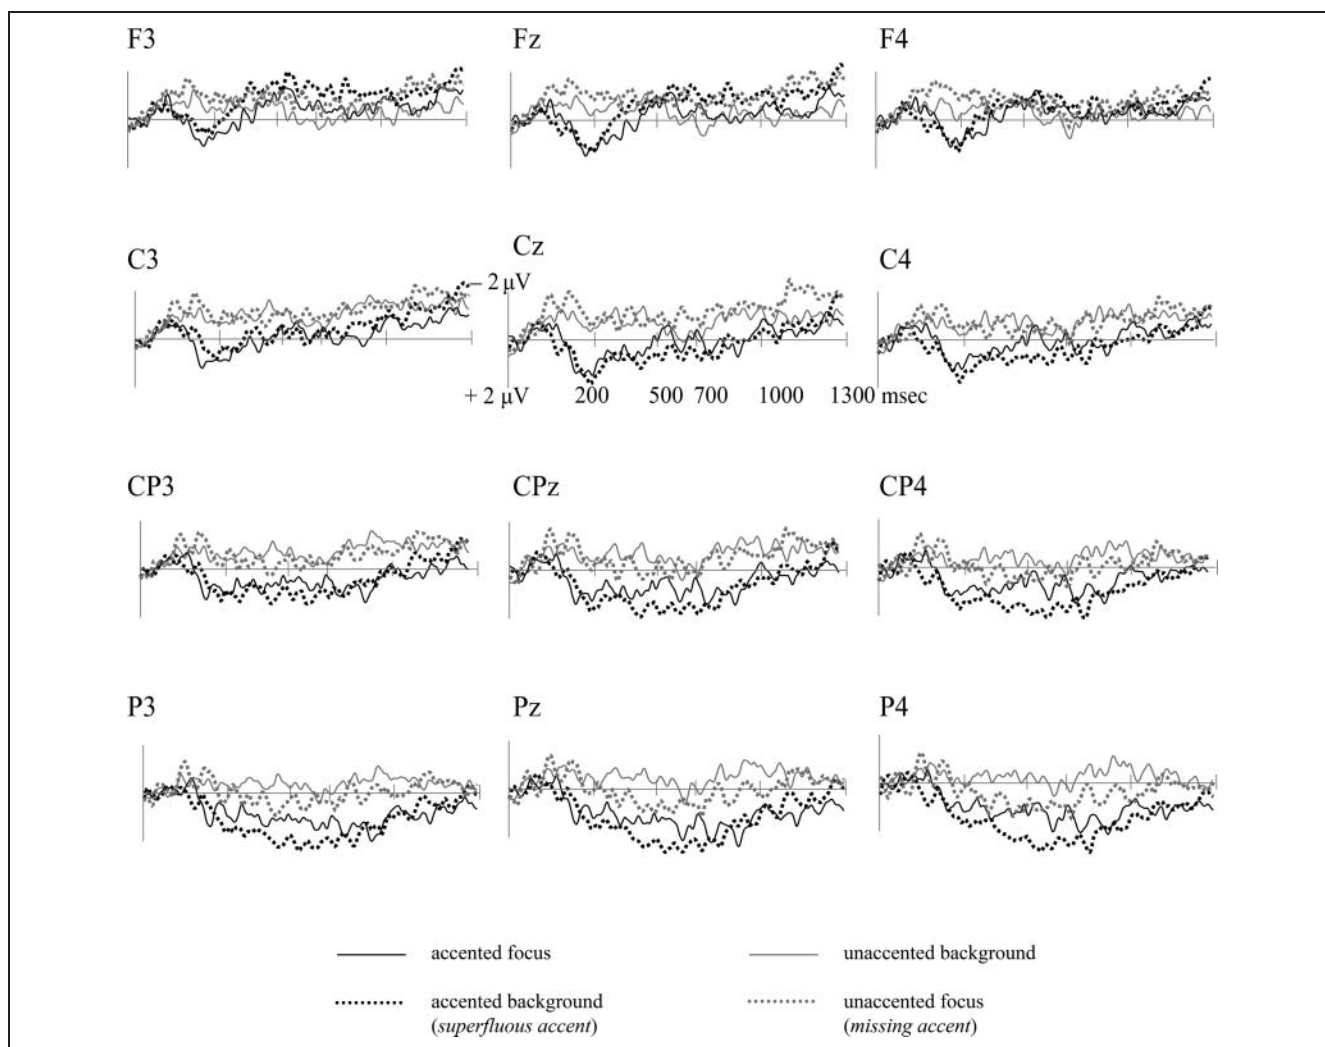 F3 Fz F4
C3 Cz C4
– 2 µV
+ 2 µV 200 500 700 1000 1300 msec
CP3 CPz CP4
P3 Pz P4
accented focus unaccented background
accented background unaccented focus
(superfluous accent) (missing accent)